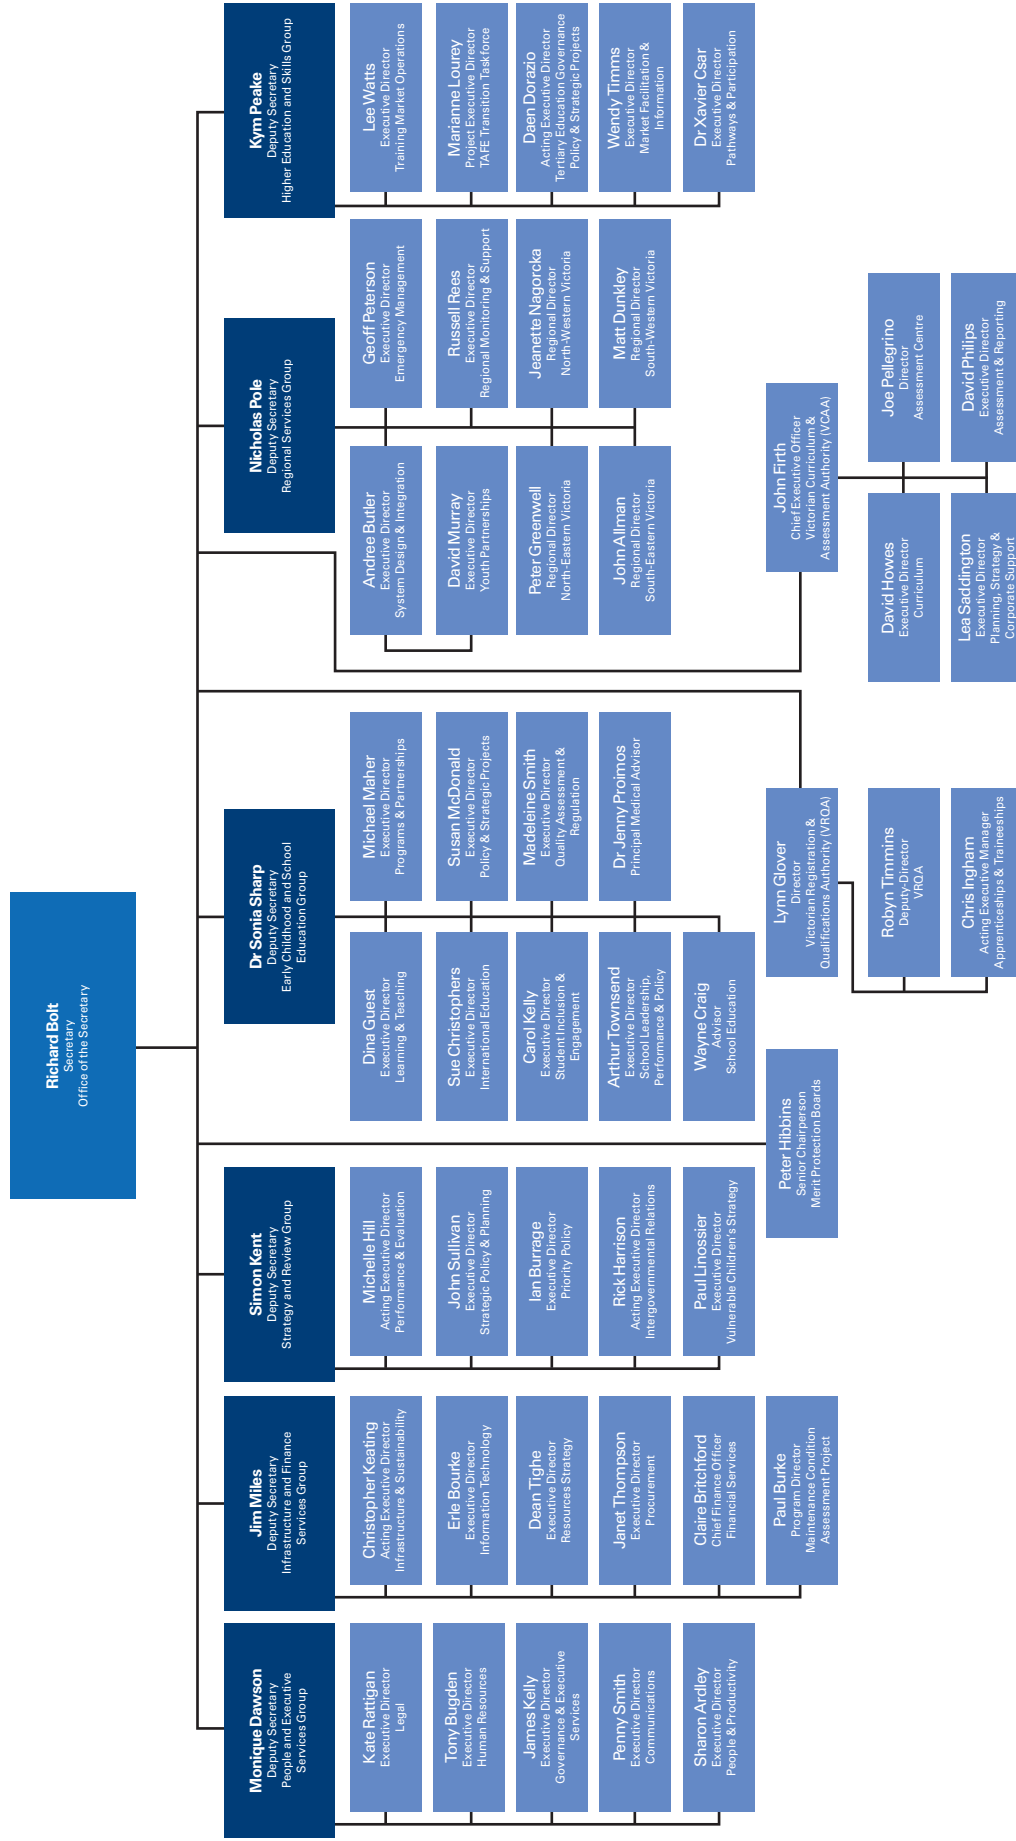 Richard Bolt
Secretary
Office of the Secretary
Monique Dawson
Deputy Secretary
People and Executive
Services Group
Kate Rattigan
Executive Director
Legal
Tony Bugden
Executive Director
Human Resources
James Kelly
Executive Director
Governance & Executive
Services
Penny Smith
Executive Director
Communications
Sharon Ardley
Executive Director
People & Productivity
Jim Miles
Deputy Secretary
Infrastructure and Finance
Services Group
Christopher Keating
Acting Executive Director
Infrastructure & Sustainability
Erle Bourke
Executive Director
Information Technology
Dean Tighe
Executive Director
Resources Strategy
Janet Thompson
Executive Director
Procurement
Claire Britchford
Chief Finance Officer
Financial Services
Paul Burke
Program Director
Maintenance Condition
Assessment Project
Simon Kent
Deputy Secretary
Strategy and Review Group
Michelle Hill
Acting Executive Director
Performance & Evaluation
John Sullivan
Executive Director
Strategic Policy & Planning
Ian Burrage
Executive Director
Priority Policy
Rick Harrison
Acting Executive Director
Intergovernmental Relations
Paul Linossier
Executive Director
Vulnerable Children's Strategy
Peter Hibbins
Senior Chairperson
Merit Protection Boards
Dr Sonia Sharp
Deputy Secretary
Early Childhood and School
Education Group
Dina Guest
Executive Director
Learning & Teaching
Michael Maher
Executive Director
Programs & Partnerships
Sue Christophers
Executive Director
International Education
Susan McDonald
Executive Director
Policy & Strategic Projects
Carol Kelly
Executive Director
Student Inclusion &
Engagement
Madeleine Smith
Executive Director
Quality Assessment &
Regulation
Arthur Townsend
Executive Director
School Leadership,
Performance & Policy
Dr Jenny Proimos
Principal Medical Advisor
Wayne Craig
Advisor
School Education
Lynn Glover
Director
Victorian Registration &
Qualifications Authority (VRQA)
Robyn Timmins
Deputy-Director
VRQA
Chris Ingham
Acting Executive Manager
Apprenticeships & Traineeships
Nicholas Pole
Deputy Secretary
Regional Services Group
Andree Butler
Executive Director
System Design & Integration
Geoff Peterson
Executive Director
Emergency Management
David Murray
Executive Director
Youth Partnerships
Russell Rees
Executive Director
Regional Monitoring & Support
Peter Greenwell
Regional Director
North-Eastern Victoria
Jeanette Nagorcka
Regional Director
North-Western Victoria
John Allman
Regional Director
South-Eastern Victoria
Matt Dunkley
Regional Director
South-Western Victoria
John Firth
Chief Executive Officer
Victorian Curriculum &
Assessment Authority (VCAA)
David Howes
Executive Director
Curriculum
Joe Pellegrino
Director
Assessment Centre
Lea Saddington
Executive Director
Planning, Strategy &
Corporate Support
David Philips
Executive Director
Assessment & Reporting
Kym Peake
Deputy Secretary
Higher Education and Skills Group
Lee Watts
Executive Director
Training Market Operations
Marianne Lourey
Project Executive Director
TAFE Transition Taskforce
Daen Dorazio
Acting Executive Director
Tertiary Education Governance
Policy & Strategic Projects
Wendy Timms
Executive Director
Market Facilitation &
Information
Dr Xavier Csar
Executive Director
Pathways & Participation